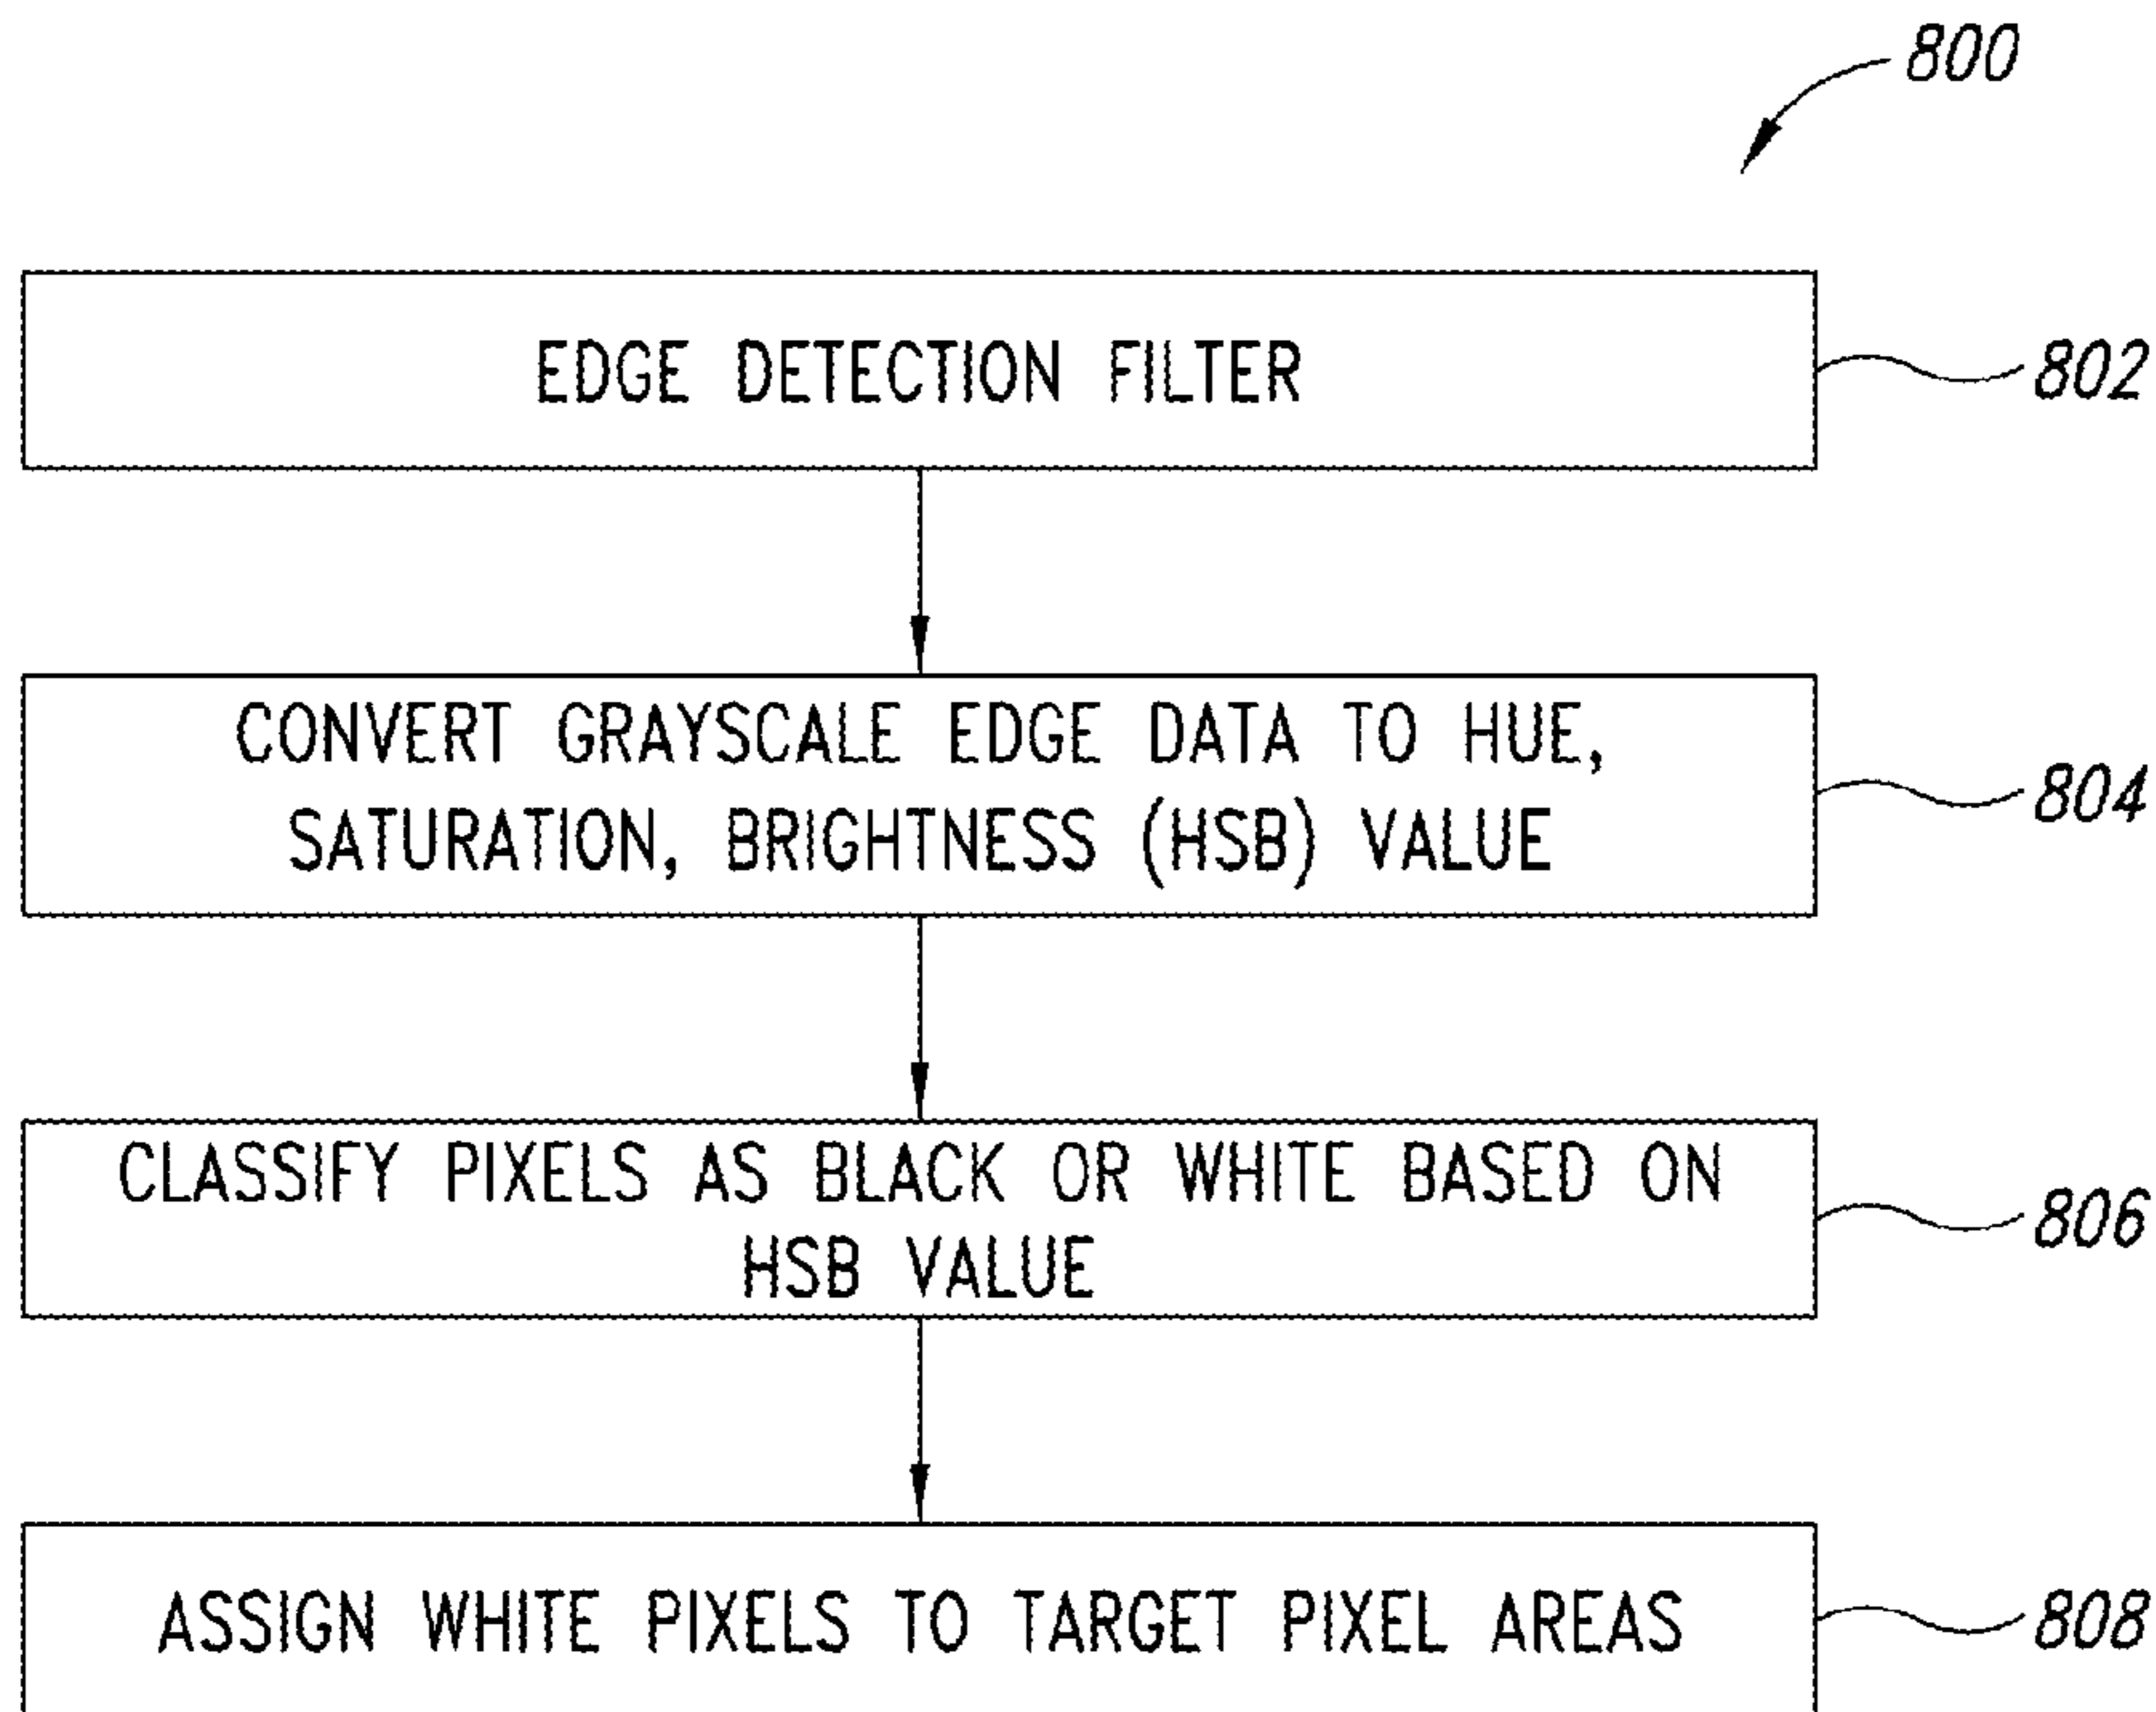 800
EDGE DETECTION FILTER
802
CONVERT GRAYSCALE EDGE DATA TO HUE,
SATURATION, BRIGHTNESS (HSB) VALUE
804
CLASSIFY PIXELS AS BLACK OR WHITE BASED ON
HSB VALUE
806
ASSIGN WHITE PIXELS TO TARGET PIXEL AREAS
808